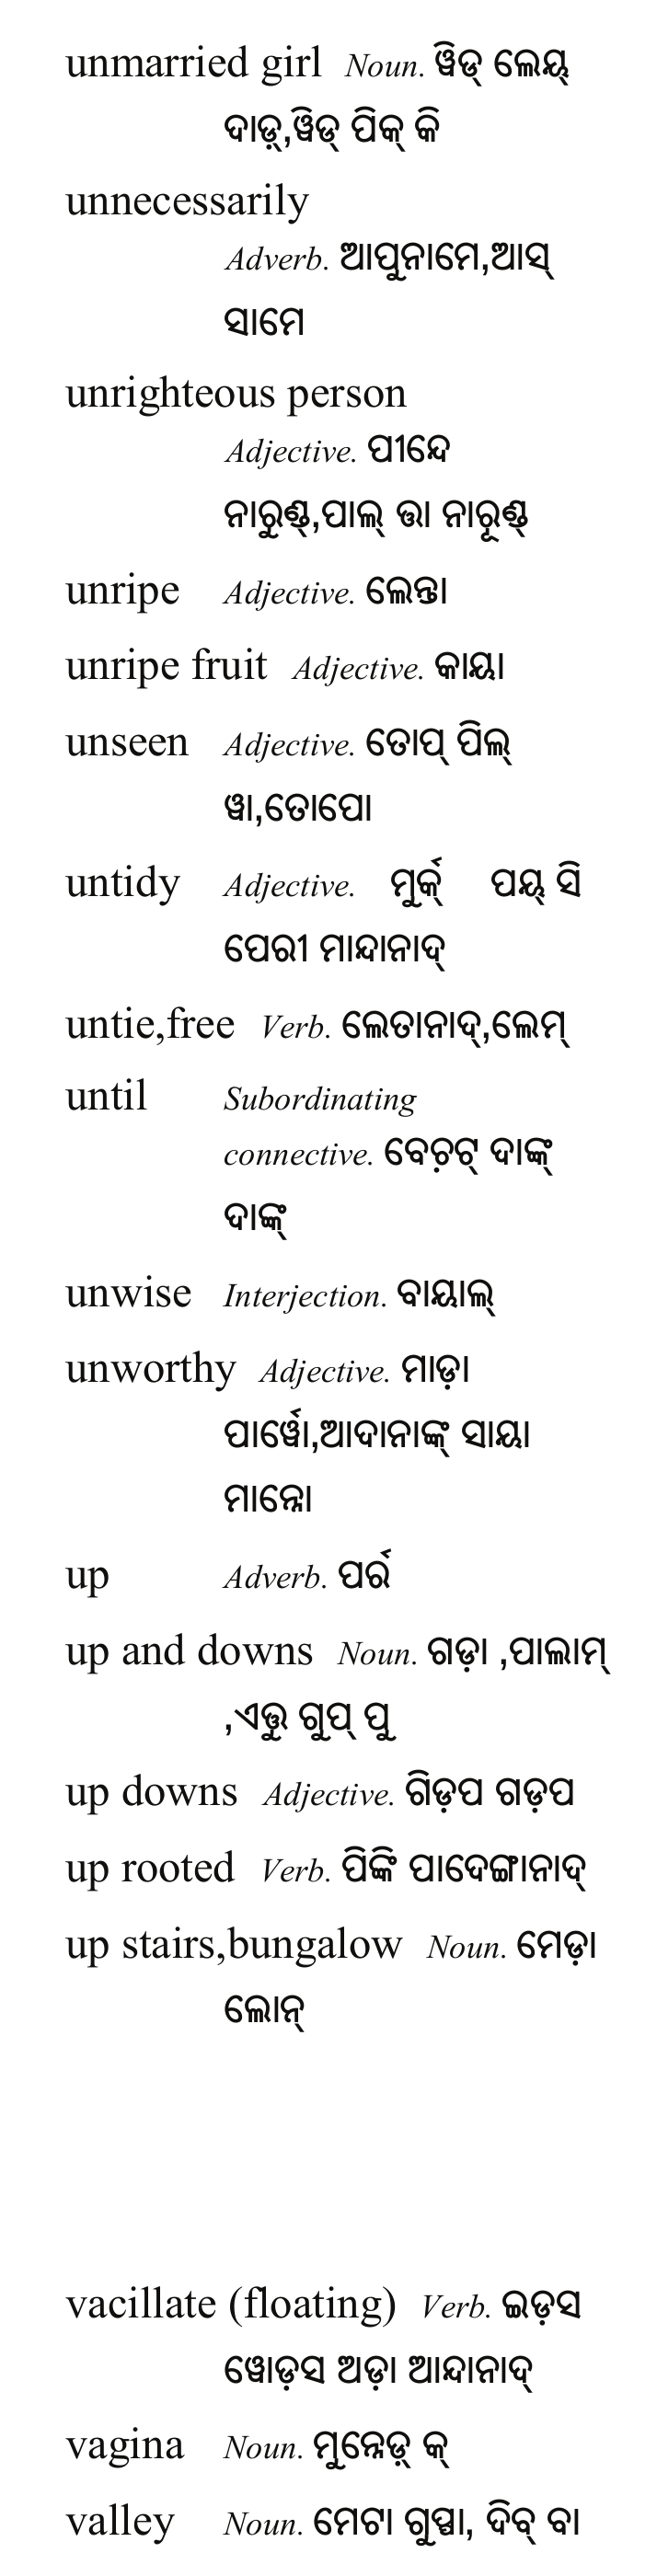 unmarried girl Noun. ୱିଡ୍ ଲେୟ୍
ଦାଡ଼୍,ୱିଡ୍ ପିକ୍ କି
unnecessarily
Adverb. ଆପୁନାମେ,ଆସ୍
ସାମେ
unrighteous person
Adjective. ପୀନ୍ଦେ
ନାରୁଣ୍ଡ୍,ପାଲ୍ ତ୍ତା ନାରୂଣ୍ଡ୍
unripe Adjective. ଲେନ୍ତା
unripe fruit Adjective. କାୟା
unseen Adjective. ତୋପ୍ ପିଲ୍
ୱା,ତୋପୋ
untidy Adjective. ମୁର୍କ୍ ପୟ୍ ସି
ପେରୀ ମାନ୍ଦାନାଦ୍
untie,free Verb. ଲେତାନାଦ୍,ଲେମ୍
until Subordinating
connective. ବେଚ଼ଟ୍ ଦାଙ୍କ୍
ଦାଙ୍କ୍
unwise Interjection. ବାୟାଲ୍
unworthy Adjective. ମାଡ଼ା
ପାର୍ୱୋ,ଆଦାନାଙ୍କ୍ ସାୟା
ମାନ୍ନୋ
up Adverb. ପର୍ର
up and downs Noun. ଗଡ଼ା ,ପାଲାମ୍
,ଏତ୍ତୁ ଗୁପ୍ ପୁ
up downs Adjective. ଗିଡ଼ପ ଗଡ଼ପ
up rooted Verb. ପିଙ୍କି ପାଦେଙ୍ଗାନାଦ୍
up stairs,bungalow Noun. ମେଡ଼ା
ଲୋନ୍
vacillate (floating) Verb. ଇଡ଼ସ
ୱୋଡ଼ସ ଅଡ଼ା ଆନ୍ଦାନାଦ୍
vagina Noun. ମୁନ୍ନେଡ଼୍ କ୍
valley Noun. ମେଟା ଗୁପ୍ପା, ଦିବ୍ ବା